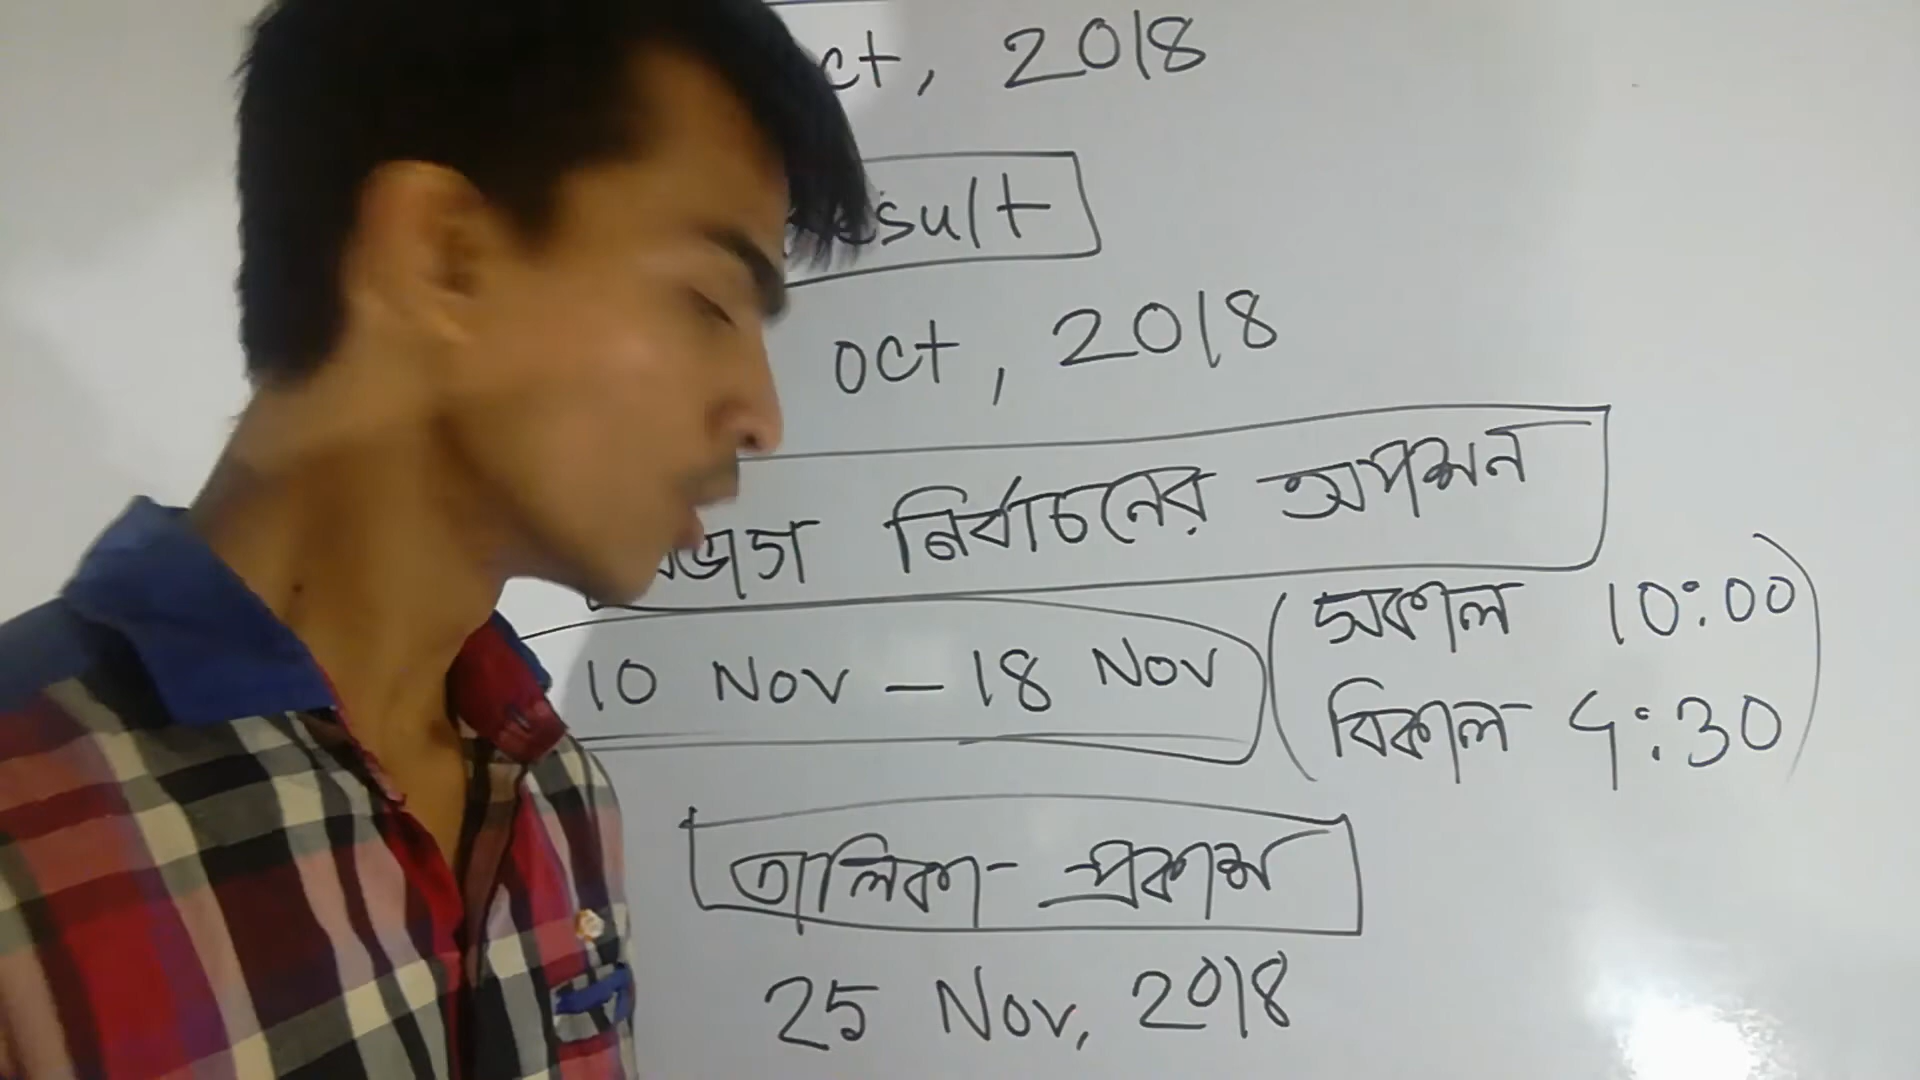 ct, 2018
esult
oct, 2018
ভাগ নির্বাচনের অপশন
10 Nov – 18 Nov
(সকাল 10:00
বিকাল 4:30)
তালিকা প্রকাশ
25 Nov, 2018